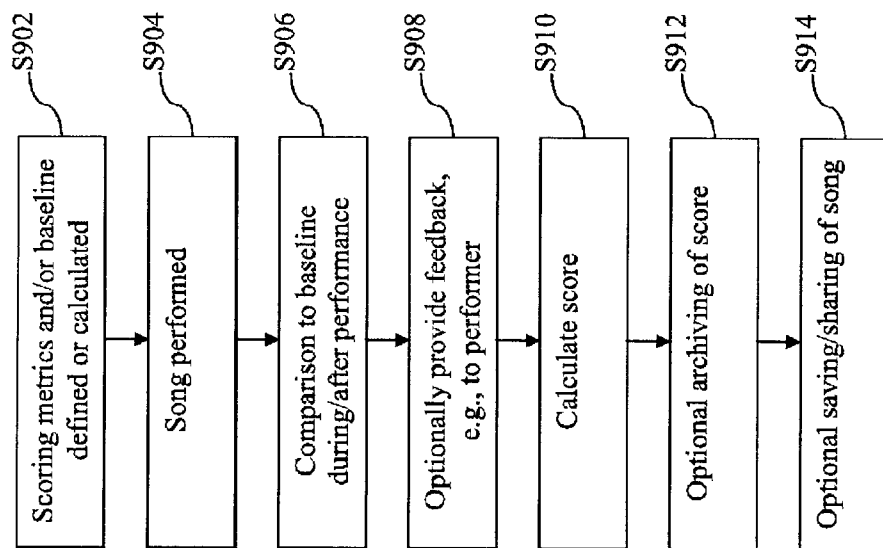 Scoring metrics and/or baseline
defined or calculated
S902
Song performed
S904
Comparison to baseline
during/after performance
S906
Optionally provide feedback,
e.g., to performer
S908
Calculate score
S910
Optional archiving of score
S912
Optional saving/sharing of song
S914